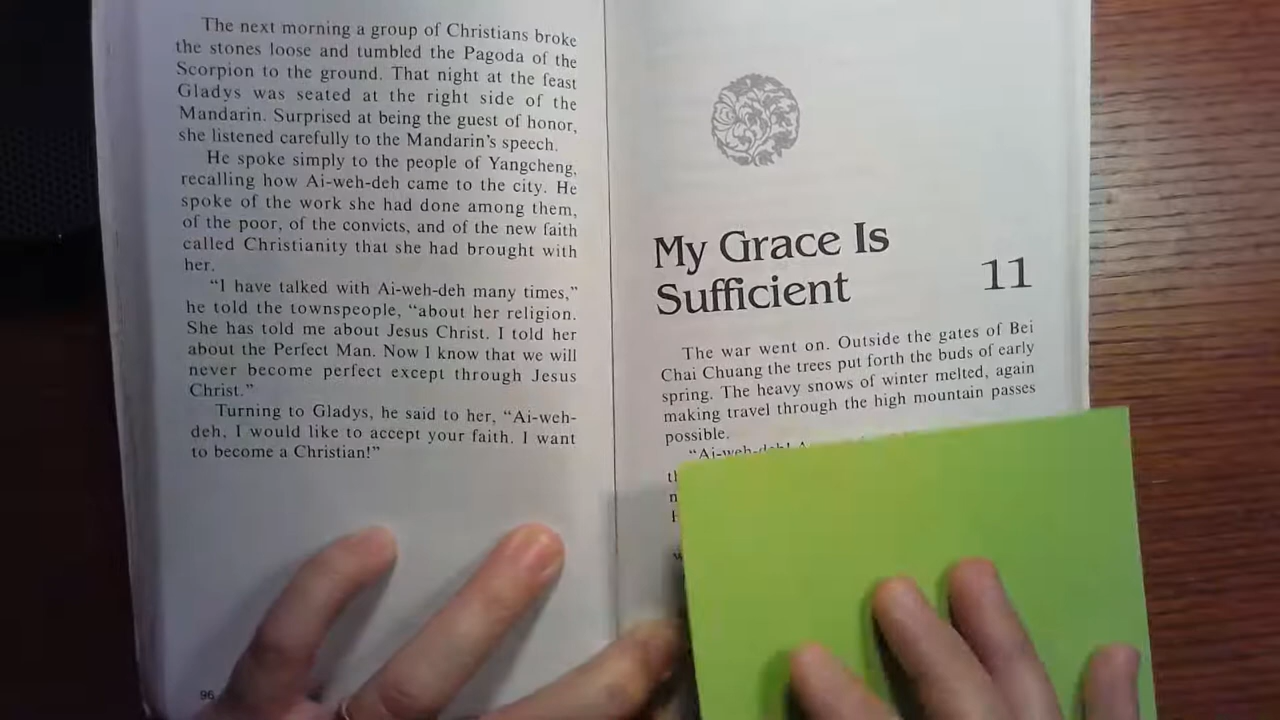 The next morning a group of Christians broke
the stones loose and tumbled the Pagoda of the
Scorpion to the ground. That night at the feast
Gladys was seated at the right side of the
Mandarin. Surprised at being the guest of honor,
she listened carefully to the Mandarin's speech.
He spoke simply to the people of Yangcheng,
recalling how Ai-weh-deh came to the city. He
spoke of the work she had done among them,
of the poor, of the convicts, and of the new faith
called Christianity that she had brought with
her.
“I have talked with Ai-weh-deh many times,”
he told the townspeople, “about her religion.
She has told me about Jesus Christ. I told her
about the Perfect Man. Now I know that we will
never become perfect except through Jesus
Christ.”
Turning to Gladys, he said to her, “Ai-weh-
deh, I would like to accept your faith. I want
to become a Christian!”
96
My Grace Is
Sufficient
11
The war went on. Outside the gates of Bei
Chai Chuang the trees put forth the buds of early
spring. The heavy snows of winter melted, again
making travel through the high mountain passes
possible.
“Ai-weh-deh!